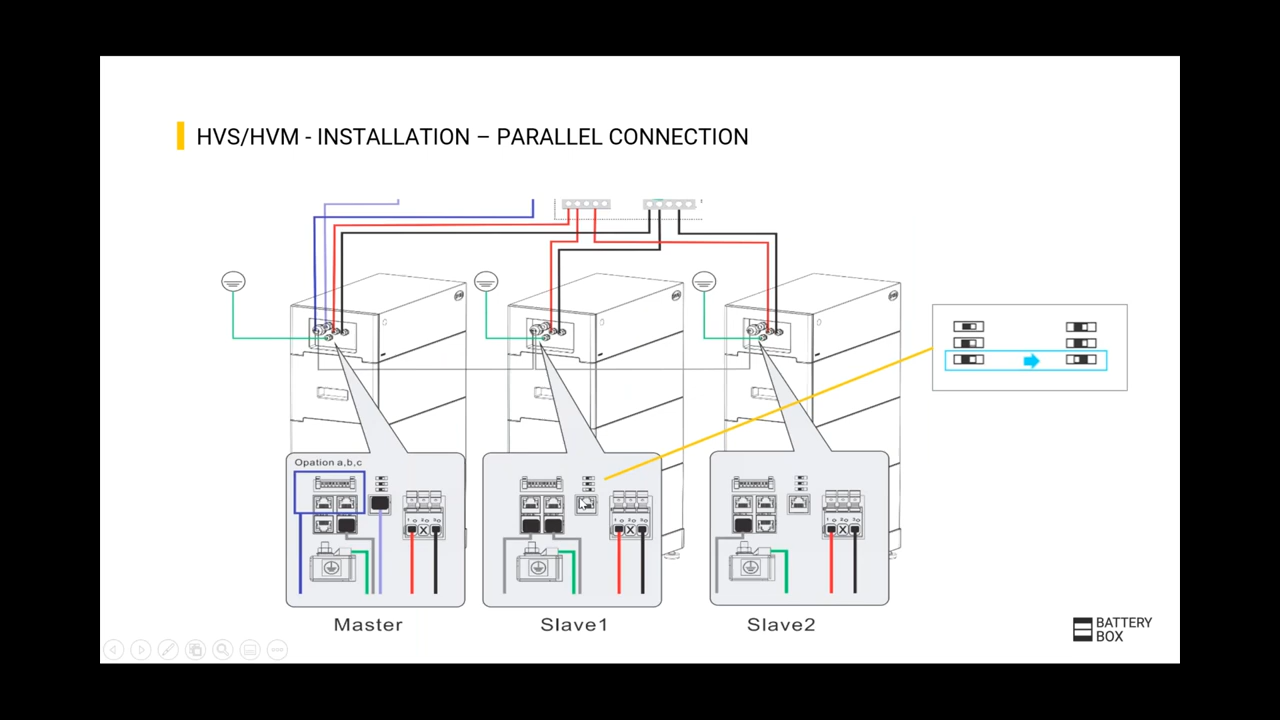 HVS/HVM - INSTALLATION – PARALLEL CONNECTION
Opation a,b,c
Master
Slave1
Slave2
BATTERY
BOX